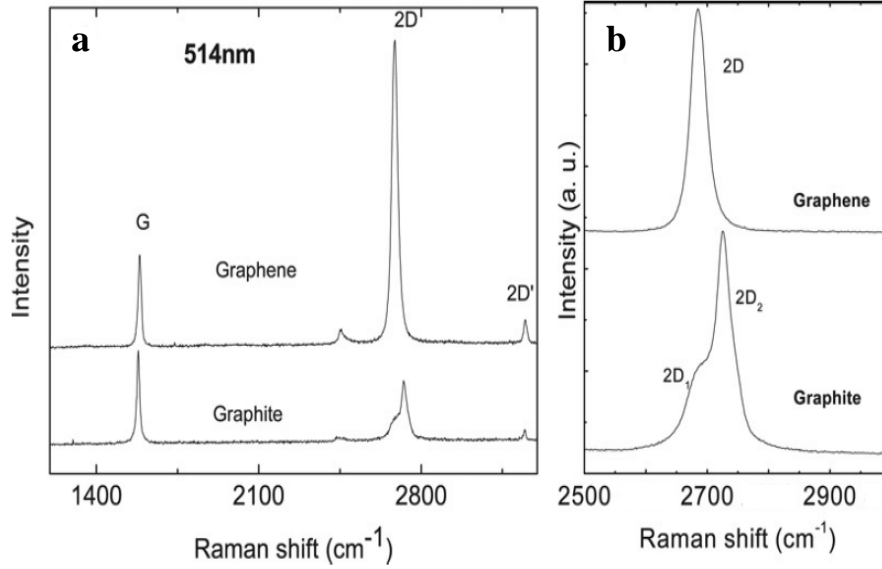 a
514nm
2D
G
Graphene
2D'
Graphite
Intensity
1400 2100 2800
Raman shift (cm⁻¹)
b
2D
Graphene
2D₂
2D₁
Graphite
Intensity (a. u.)
2500 2700 2900
Raman shift (cm⁻¹)